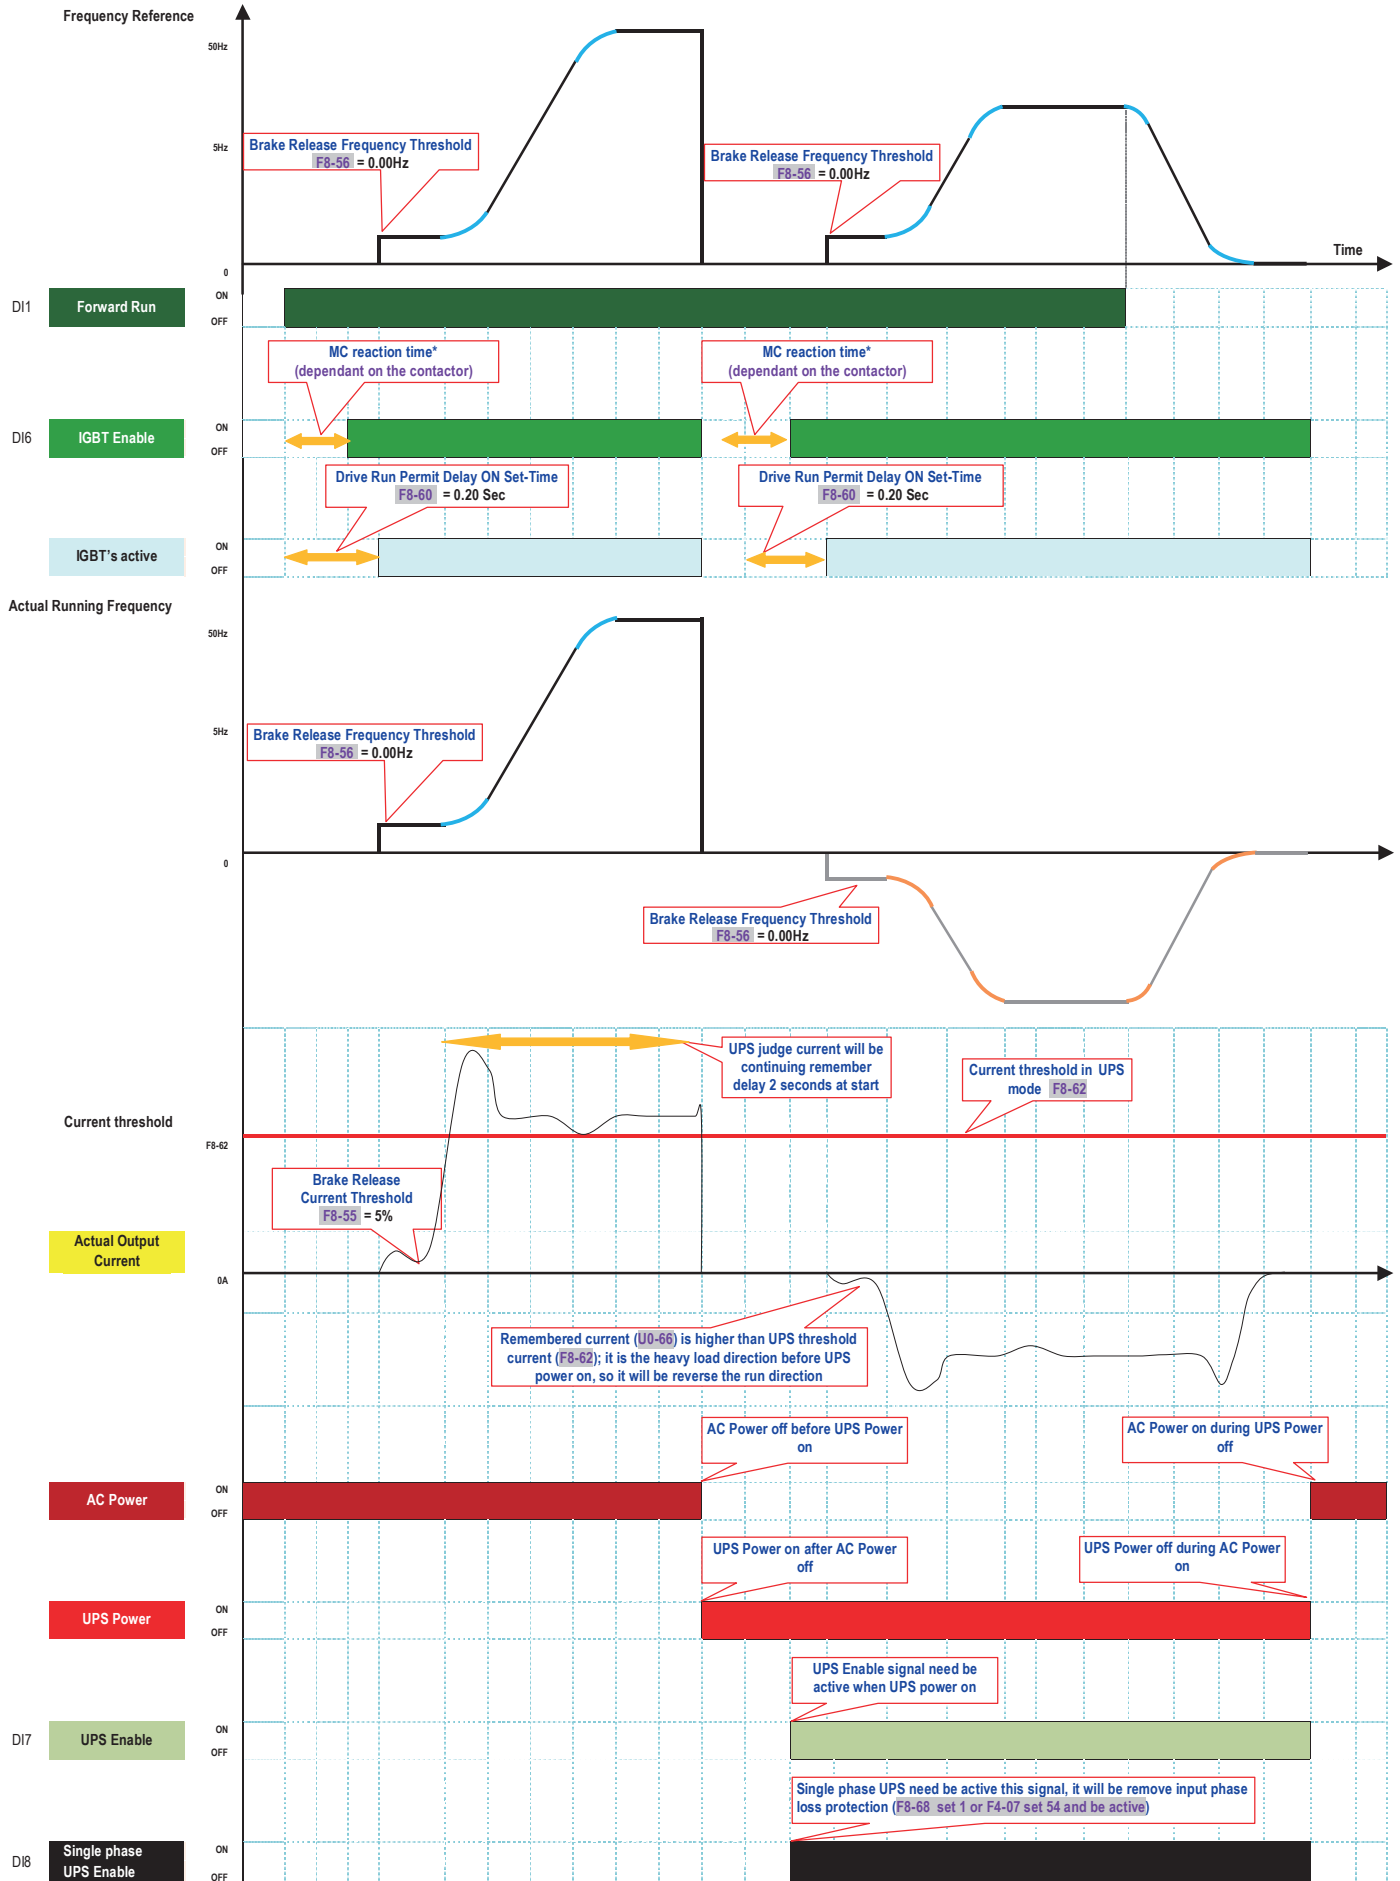 Frequency Reference
50Hz
Brake Release Frequency Threshold
F8-56 = 0.00Hz
5Hz
Brake Release Frequency Threshold
F8-56 = 0.00Hz
Time
0
DI1
Forward Run
ON
OFF
MC reaction time*
(dependant on the contactor)
MC reaction time*
(dependant on the contactor)
DI6
IGBT Enable
ON
OFF
Drive Run Permit Delay ON Set-Time
F8-60 = 0.20 Sec
Drive Run Permit Delay ON Set-Time
F8-60 = 0.20 Sec
IGBT's active
ON
OFF
Actual Running Frequency
50Hz
5Hz
Brake Release Frequency Threshold
F8-56 = 0.00Hz
0
Brake Release Frequency Threshold
F8-56 = 0.00Hz
UPS judge current will be
continuing remember
delay 2 seconds at start
Current threshold in UPS
mode F8-62
Current threshold
F8-62
Brake Release
Current Threshold
F8-55 = 5%
Actual Output
Current
0A
Remembered current (U0-66) is higher than UPS threshold
current (F8-62); it is the heavy load direction before UPS
power on, so it will be reverse the run direction
AC Power off before UPS Power
on
AC Power on during UPS Power
off
AC Power
ON
OFF
UPS Power on after AC Power
off
UPS Power off during AC Power
on
UPS Power
ON
OFF
UPS Enable signal need be
active when UPS power on
DI7
UPS Enable
ON
OFF
Single phase UPS need be active this signal, it will be remove input phase
loss protection (F8-68 set 1 or F4-07 set 54 and be active)
DI8
Single phase
UPS Enable
ON
OFF